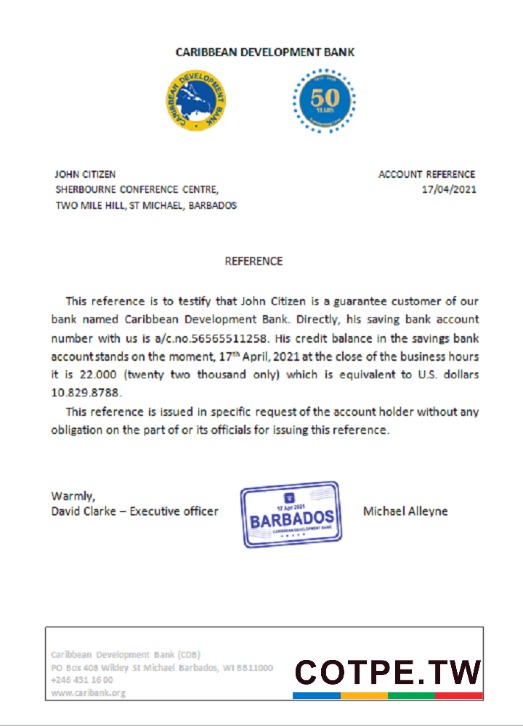 CARIBBEAN DEVELOPMENT BANK
CARIBBEAN DEVELOPMENT BANK
50
YEARS
JOHN CITIZEN
SHERBOURNE CONFERENCE CENTRE,
TWO MILE HILL, ST MICHAEL, BARBADOS
ACCOUNT REFERENCE
17/04/2021
REFERENCE
This reference is to testify that John Citizen is a guarantee customer of our
bank named Caribbean Development Bank. Directly, his saving bank account
number with us is a/c.no.56565511258. His credit balance in the savings bank
account stands on the moment, 17th April, 2021 at the close of the business hours
it is 22.000 (twenty two thousand only) which is equivalent to U.S. dollars
10.829.8788.
This reference is issued in specific request of the account holder without any
obligation on the part of or its officials for issuing this reference.
Warmly,
David Clarke – Executive officer
17 Apr 2021
BARBADOS
CARIBBEAN DEVELOPMENT BANK
Michael Alleyne
Caribbean Development Bank (CDB)
PO Box 408 Wildey St Michael Barbados, WI BB11000
+246 431 16 00
www.caribank.org
COTPE.TW